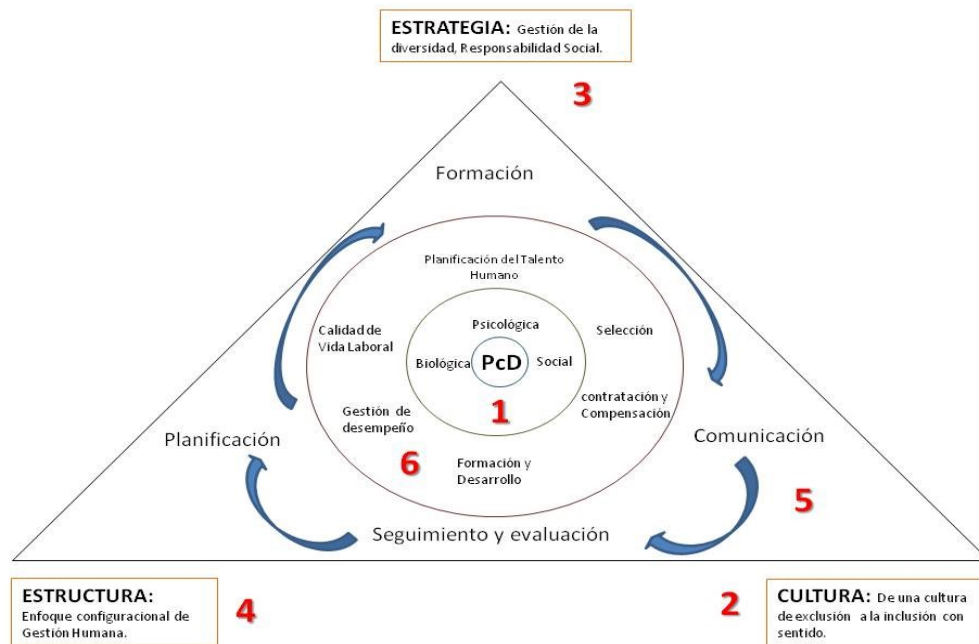 ESTRATEGIA: Gestión de la
diversidad, Responsabilidad Social.
3
Formación
Planificación del Talento
Humano
Calidad de
Vida Laboral
Psicológica
Selección
Biológica
PcD
Social
1
contratación y
Compensación
Gestión de
desempeño
Planificación
Comunicación
6
Formación y
Desarrollo
5
Seguimiento y evaluación
ESTRUCTURA:
Enfoque configuracional de
Gestión Humana.
4
2
CULTURA: De una cultura
de exclusión a la inclusión con
sentido.